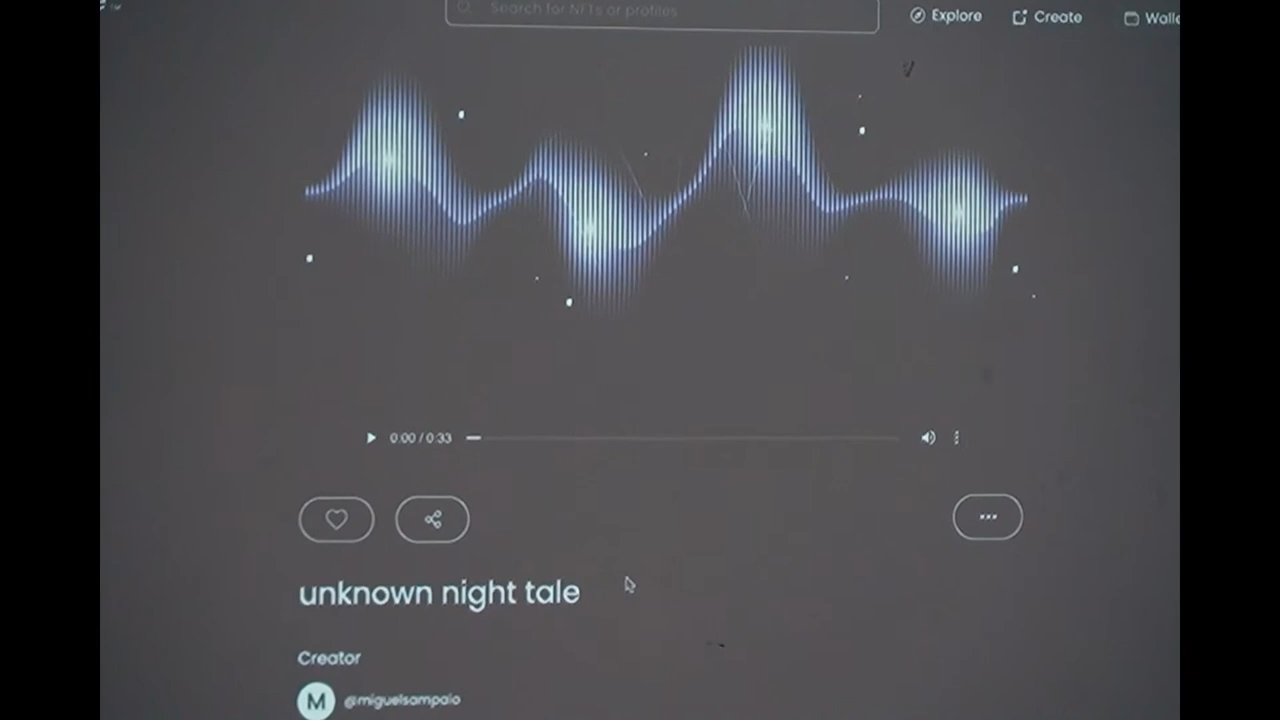 Search for NFTs or profiles
Explore
Create
0:00 / 0:33
unknown night tale
Creator
M
@miguelsampaio